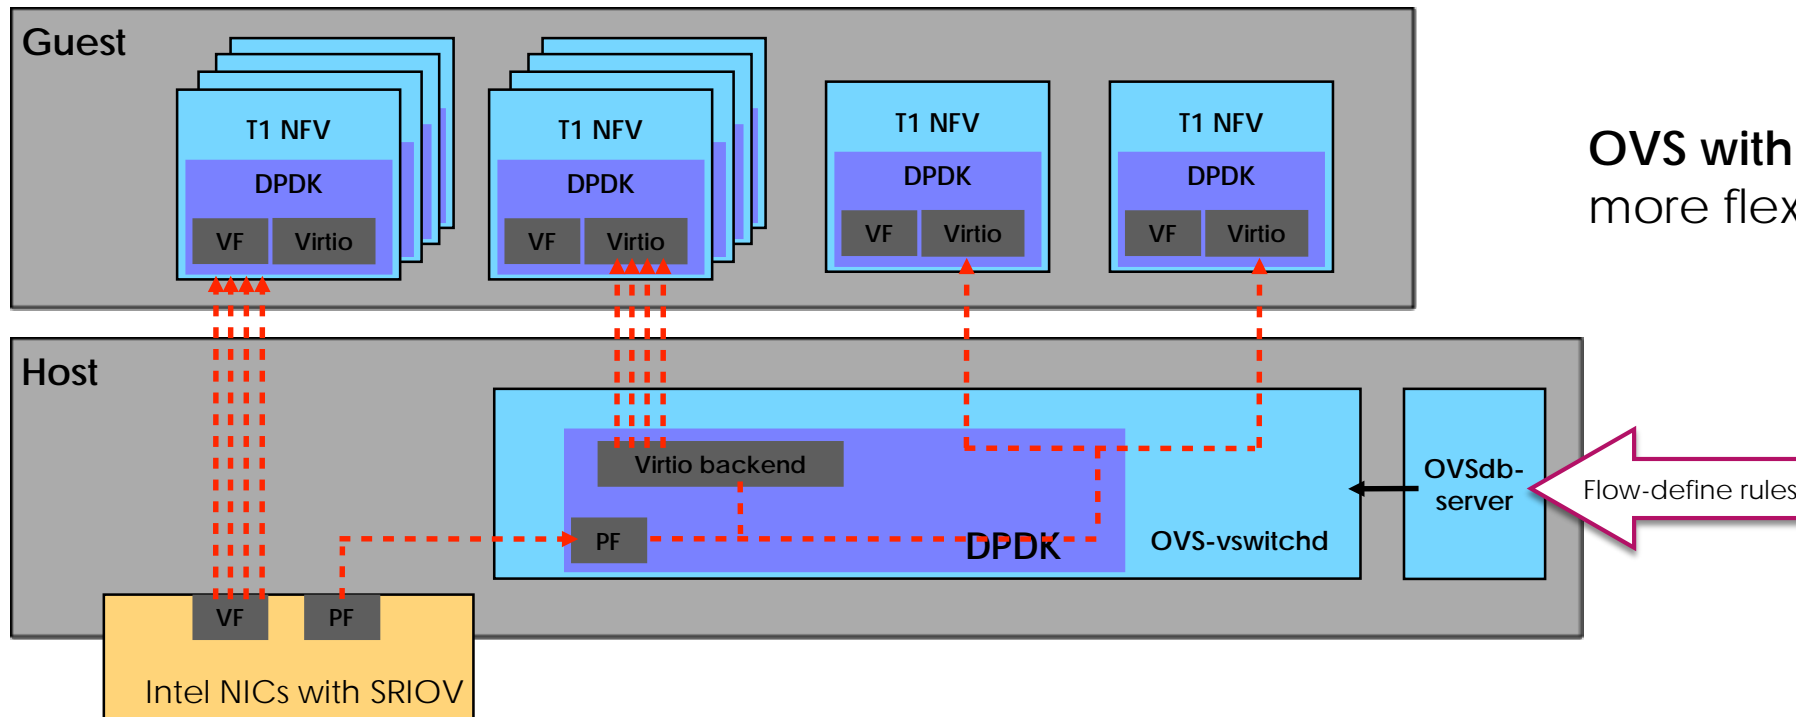 Guest
T1 NFV
DPDK
VF
Virtio
T1 NFV
DPDK
VF
Virtio
T1 NFV
DPDK
VF
Virtio
T1 NFV
DPDK
VF
Virtio
OVS with
more flex
Host
Virtio backend
PF
DPDK
OVS-vswitchd
OVSdb-
server
Flow-define rules
VF
PF
Intel NICs with SRIOV